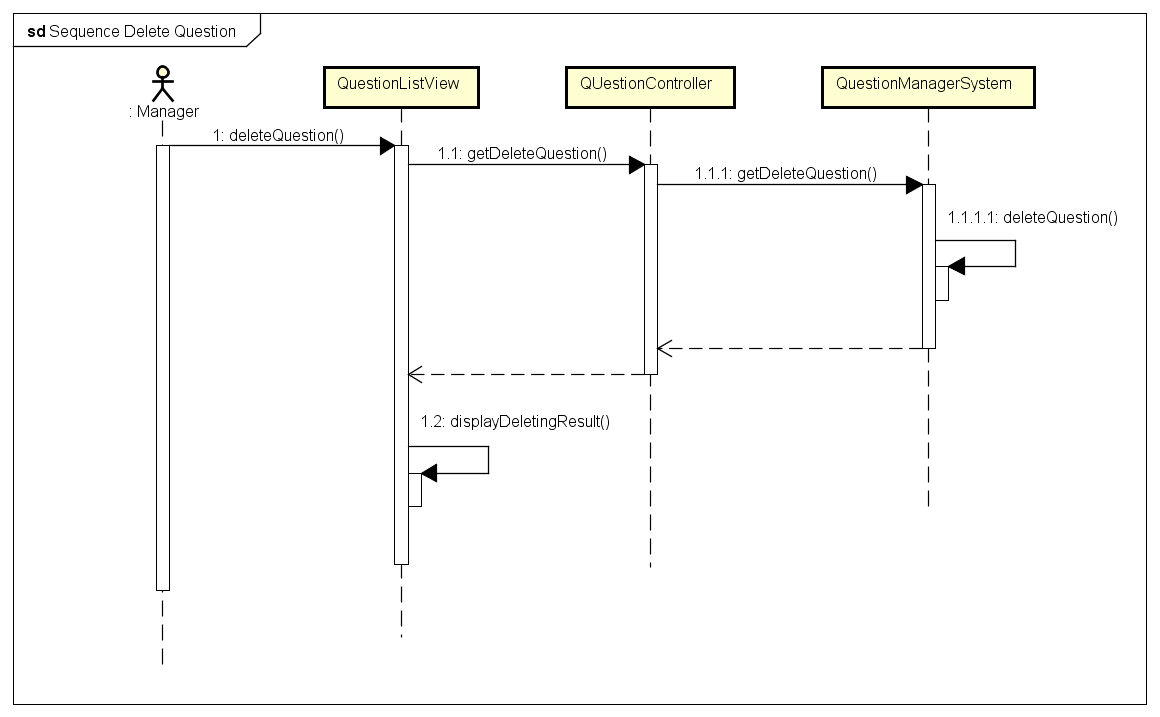 sd Sequence Delete Question
: Manager
QuestionListView
QUestionController
QuestionManagerSystem
1: deleteQuestion()
1.1: getDeleteQuestion()
1.1.1: getDeleteQuestion()
1.1.1.1: deleteQuestion()
1.2: displayDeletingResult()